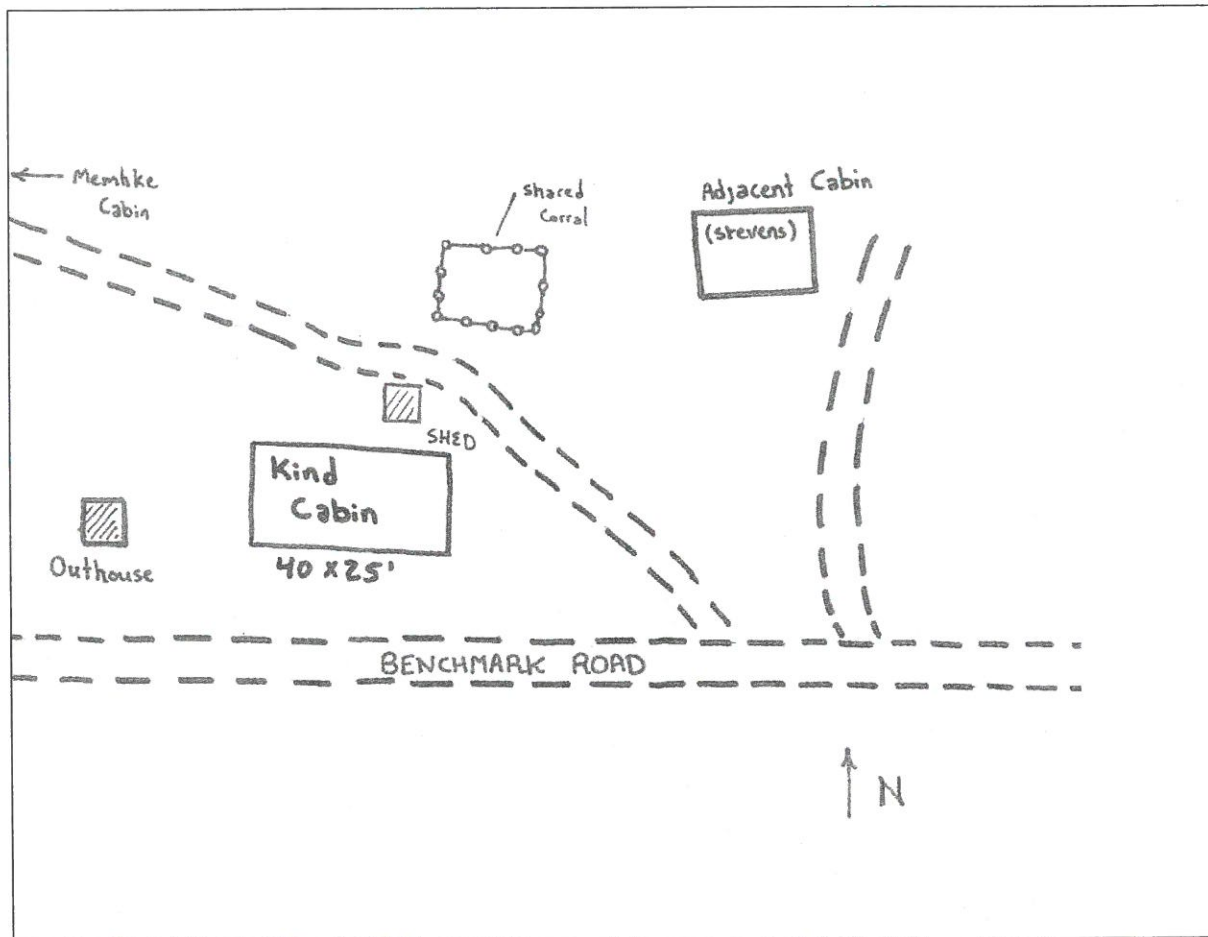 Memhke
Cabin
Shared
Corral
Adjacent Cabin
(stevens)
SHED
Kind
Cabin
40 x 25'
Outhouse
BENCHMARK ROAD
N